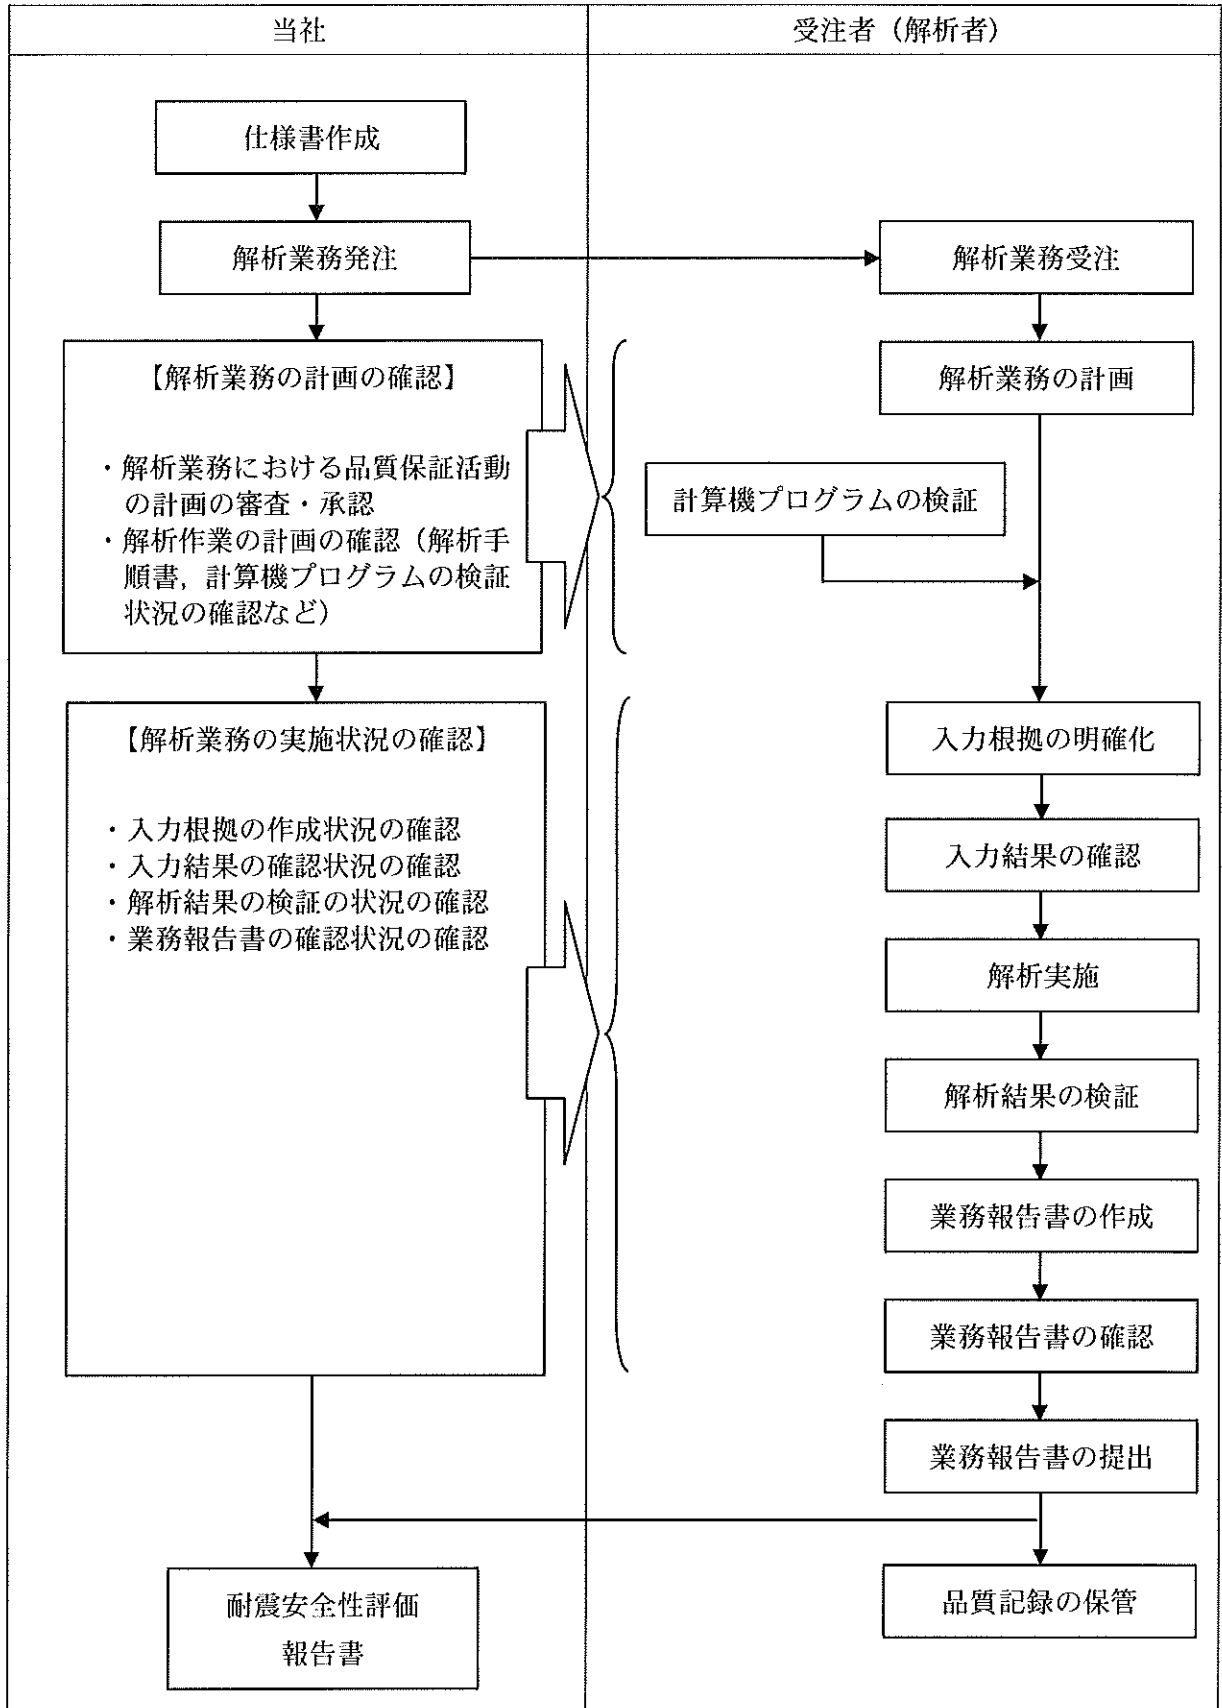 当社
受注者（解析者）
仕様書作成
解析業務発注
解析業務受注
【解析業務の計画の確認】
・解析業務における品質保証活動
の計画の審査・承認
・解析作業の計画の確認（解析手
順書，計算機プログラムの検証
状況の確認など）
解析業務の計画
計算機プログラムの検証
【解析業務の実施状況の確認】
・入力根拠の作成状況の確認
・入力結果の確認状況の確認
・解析結果の検証の状況の確認
・業務報告書の確認状況の確認
入力根拠の明確化
入力結果の確認
解析実施
解析結果の検証
業務報告書の作成
業務報告書の確認
業務報告書の提出
耐震安全性評価
報告書
品質記録の保管